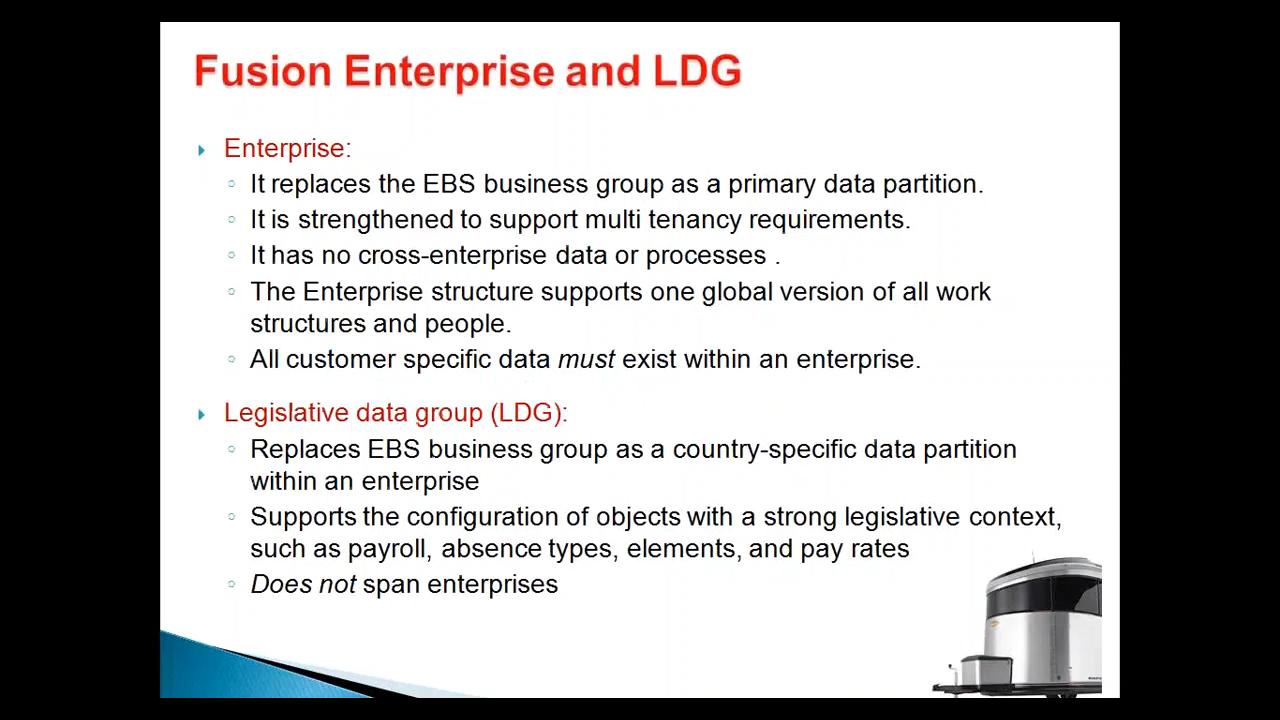 Fusion Enterprise and LDG
Enterprise:
It replaces the EBS business group as a primary data partition.
It is strengthened to support multi tenancy requirements.
It has no cross-enterprise data or processes .
The Enterprise structure supports one global version of all work
structures and people.
All customer specific data must exist within an enterprise.
Legislative data group (LDG):
Replaces EBS business group as a country-specific data partition
within an enterprise
Supports the configuration of objects with a strong legislative context,
such as payroll, absence types, elements, and pay rates
Does not span enterprises